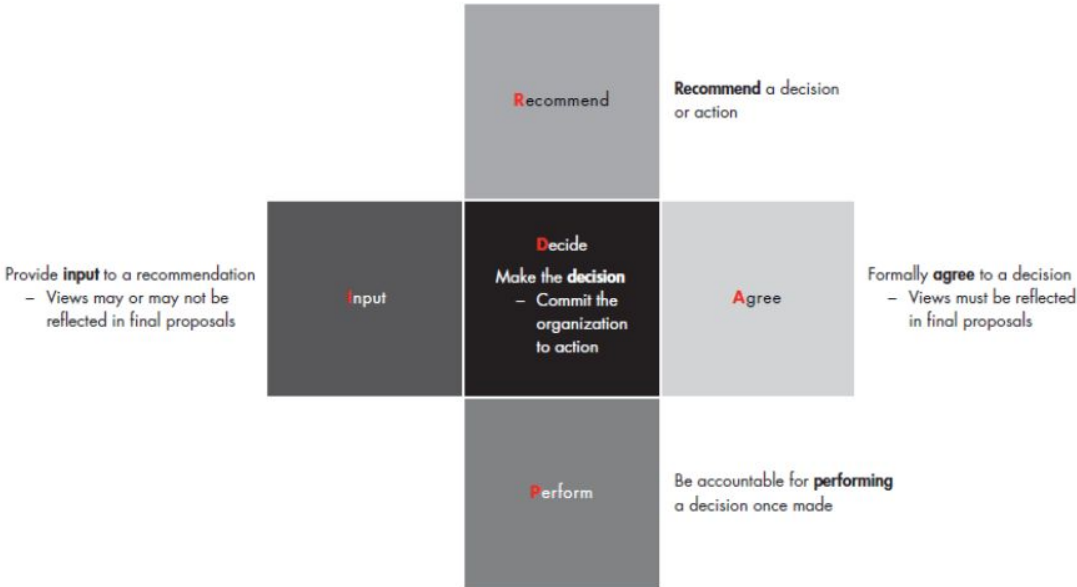 Recommend
Recommend a decision
or action
Provide input to a recommendation
– Views may or may not be
reflected in final proposals
Input
Decide
Make the decision
– Commit the
organization
to action
Agree
Formally agree to a decision
– Views must be reflected
in final proposals
Perform
Be accountable for performing
a decision once made